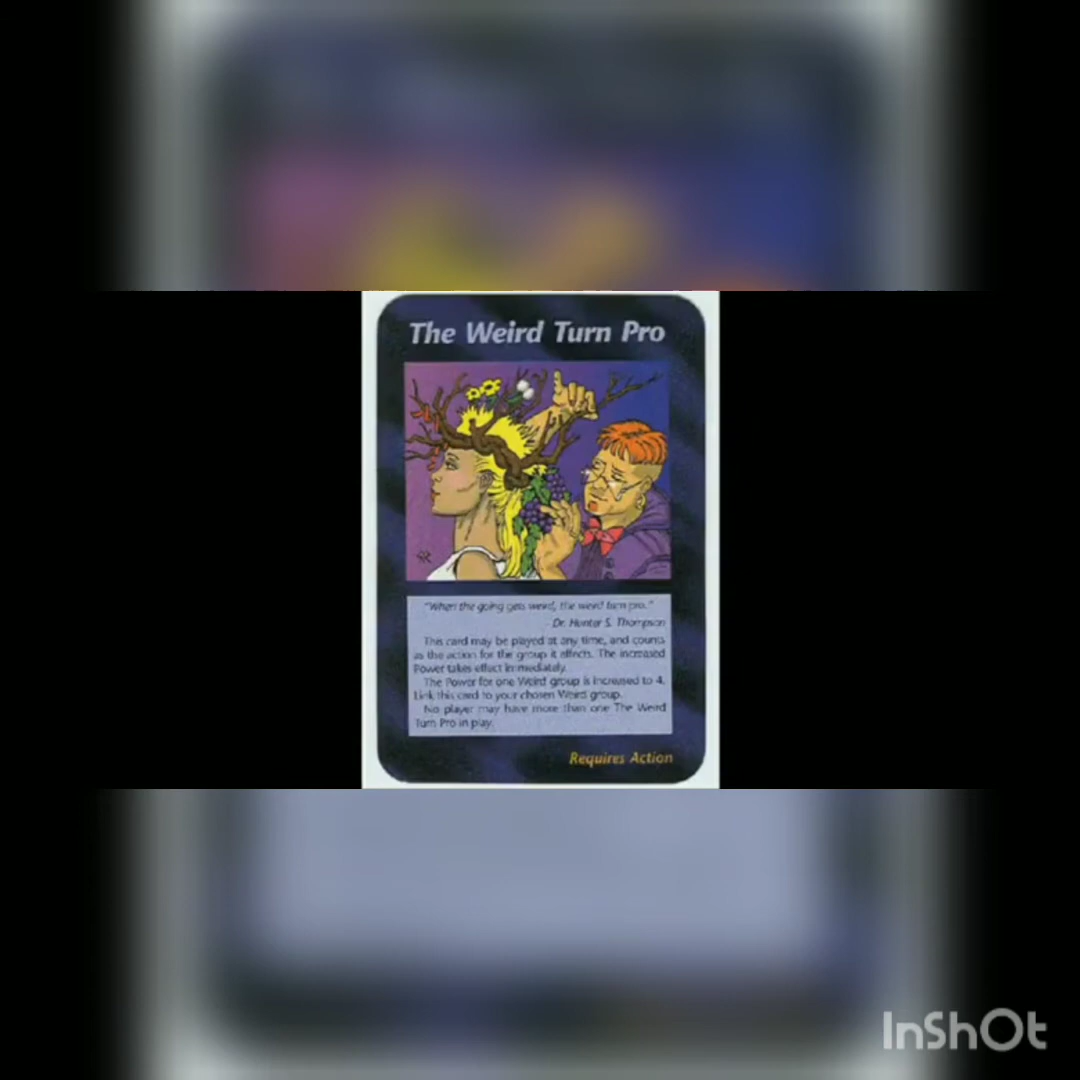 The Weird Turn Pro
"When the going gets weird, the weird turn pro."
- Dr. Hunter S. Thompson
This card may be played at any time, and counts
as the action for the group it affects. The increased
Power takes effect immediately.
The Power for one Weird group is increased to 4.
Link this card to your chosen Weird group.
No player may have more than one The Weird
Turn Pro in play.
Requires Action
InShOt